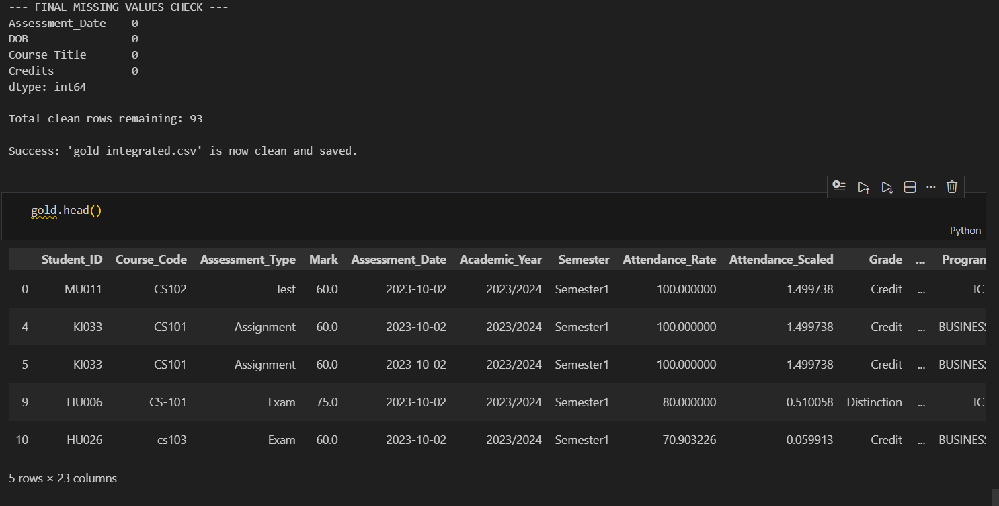 --- FINAL MISSING VALUES CHECK ---
Assessment_Date    0
DOB                0
Course_Title       0
Credits            0
dtype: int64
Total clean rows remaining: 93
Success: 'gold_integrated.csv' is now clean and saved.
gold.head()
Python
Student_ID Course_Code Assessment_Type Mark Assessment_Date Academic_Year Semester Attendance_Rate Attendance_Scaled Grade ... Program
0 MU011 CS102 Test 60.0 2023-10-02 2023/2024 Semester1 100.000000 1.499738 Credit ... ICT
4 KI033 CS101 Assignment 60.0 2023-10-02 2023/2024 Semester1 100.000000 1.499738 Credit ... BUSINESS
5 KI033 CS101 Assignment 60.0 2023-10-02 2023/2024 Semester1 100.000000 1.499738 Credit ... BUSINESS
9 HU006 CS-101 Exam 75.0 2023-10-02 2023/2024 Semester1 80.000000 0.510058 Distinction ... ICT
10 HU026 cs103 Exam 60.0 2023-10-02 2023/2024 Semester1 70.903226 0.059913 Credit ... BUSINESS
5 rows × 23 columns